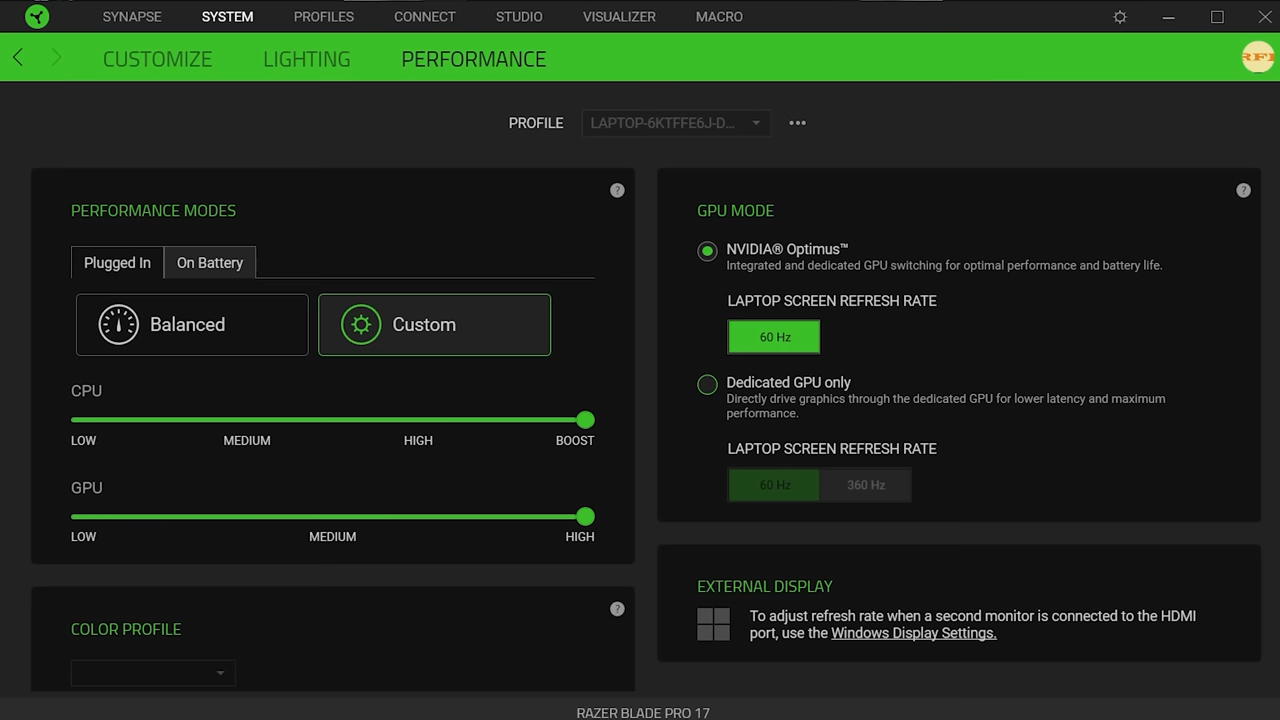 SYNAPSE SYSTEM PROFILES CONNECT STUDIO VISUALIZER MACRO
CUSTOMIZE LIGHTING PERFORMANCE
RFI
PROFILE LAPTOP-6KTFFE6J-D...
PERFORMANCE MODES
Plugged In On Battery
Balanced Custom
CPU
LOW MEDIUM HIGH BOOST
GPU
LOW MEDIUM HIGH
COLOR PROFILE
?
?
GPU MODE
?
NVIDIA® Optimus™
Integrated and dedicated GPU switching for optimal performance and battery life.
LAPTOP SCREEN REFRESH RATE
60 Hz
Dedicated GPU only
Directly drive graphics through the dedicated GPU for lower latency and maximum
performance.
LAPTOP SCREEN REFRESH RATE
60 Hz 360 Hz
EXTERNAL DISPLAY
To adjust refresh rate when a second monitor is connected to the HDMI
port, use the Windows Display Settings.
RAZER BLADE PRO 17